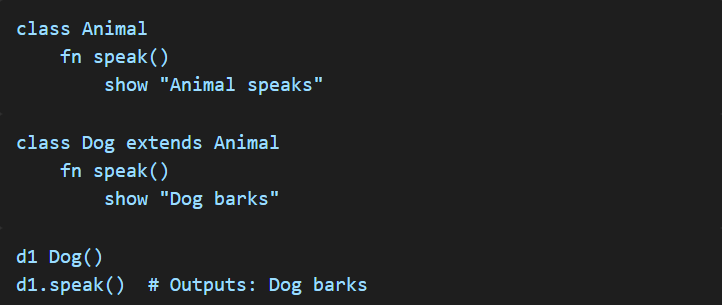 class Animal
    fn speak()
        show "Animal speaks"
class Dog extends Animal
    fn speak()
        show "Dog barks"
d1 Dog()
d1.speak()  # Outputs: Dog barks